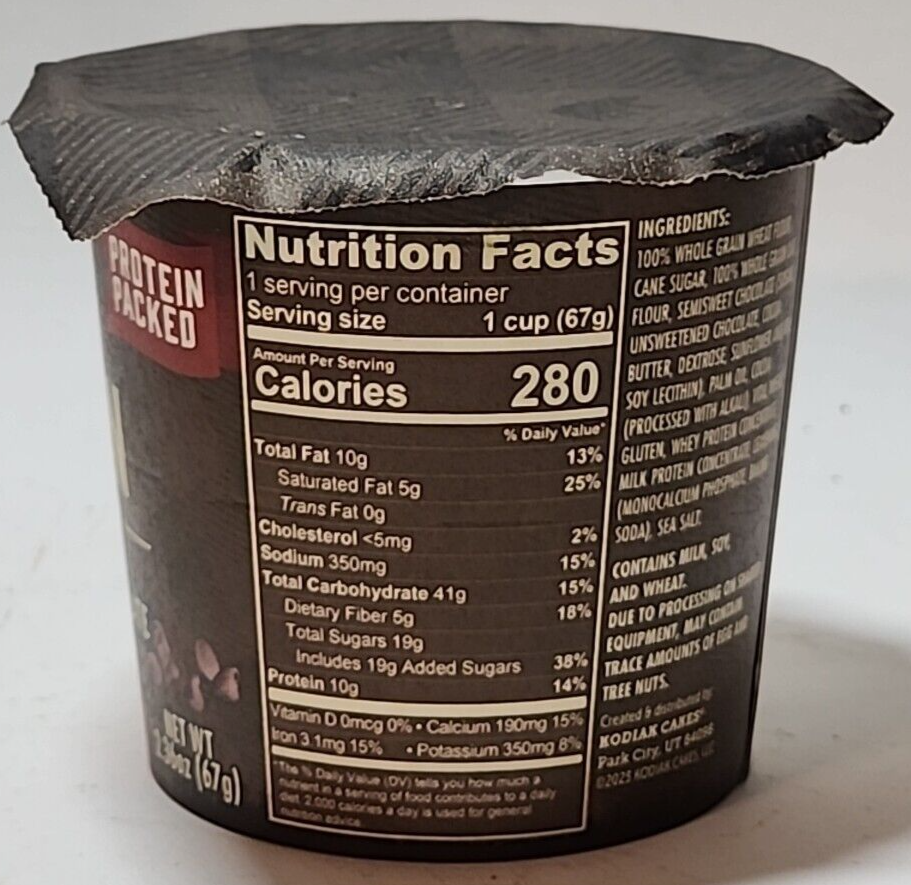 PROTEIN
PACKED
NET WT
(67g)
Nutrition Facts
1 serving per container
Serving size 1 cup (67g)
Amount Per Serving
Calories 280
% Daily Value*
Total Fat 10g 13%
Saturated Fat 5g 25%
Trans Fat 0g
Cholesterol <5mg 2%
Sodium 350mg 15%
Total Carbohydrate 41g 15%
Dietary Fiber 5g 18%
Total Sugars 19g
Includes 19g Added Sugars 38%
Protein 10g 14%
Vitamin D 0mcg 0% • Calcium 190mg 15%
Iron 3.1mg 15% • Potassium 350mg 8%
*The % Daily Value (DV) tells you how much a
nutrient in a serving of food contributes to a daily
diet. 2,000 calories a day is used for general
nutrition advice.
INGREDIENTS:
100% WHOLE GRAIN WHEAT
CANE SUGAR, 100% WHOLE GRAIN
FLOUR, SEMISWEET CHOCOLATE
UNSWEETENED CHOCOLATE,
BUTTER, DEXTROSE, SUNFLOWER
SOY LECITHIN), PALM OIL, COCOA
(PROCESSED WITH ALKALI),
GLUTEN, WHEY PROTEIN
MILK PROTEIN CONCENTRATE,
(MONOCALCIUM PHOSPHATE,
SODA), SEA SALT.
CONTAINS MILK, SOY,
AND WHEAT.
DUE TO PROCESSING ON SHARED
EQUIPMENT, MAY CONTAIN
TRACE AMOUNTS OF EGG AND
TREE NUTS.
Created & distributed by
KODIAK CAKES
Park City, UT 84098
©2023 KODIAK CAKES, LLC